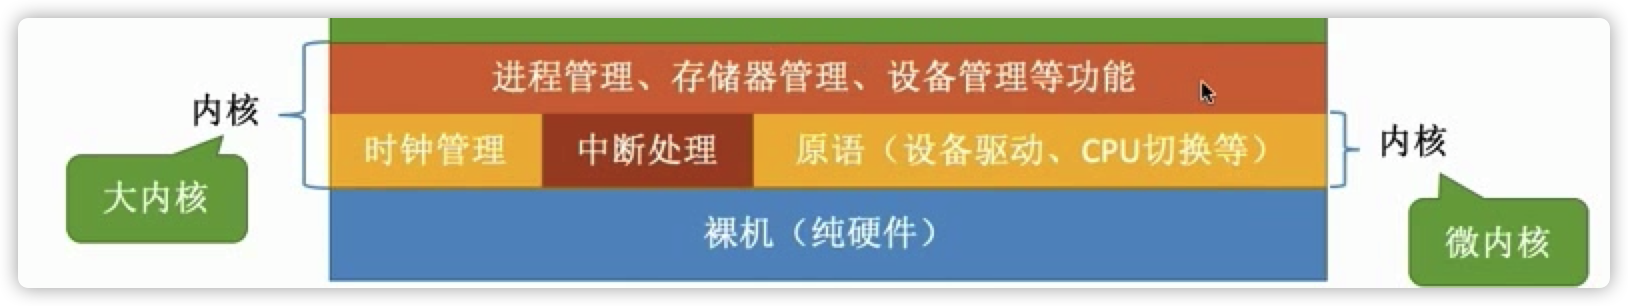 进程管理、存储器管理、设备管理等功能
内核
时钟管理
中断处理
原语（设备驱动、CPU切换等）
内核
大内核
裸机（纯硬件）
微内核